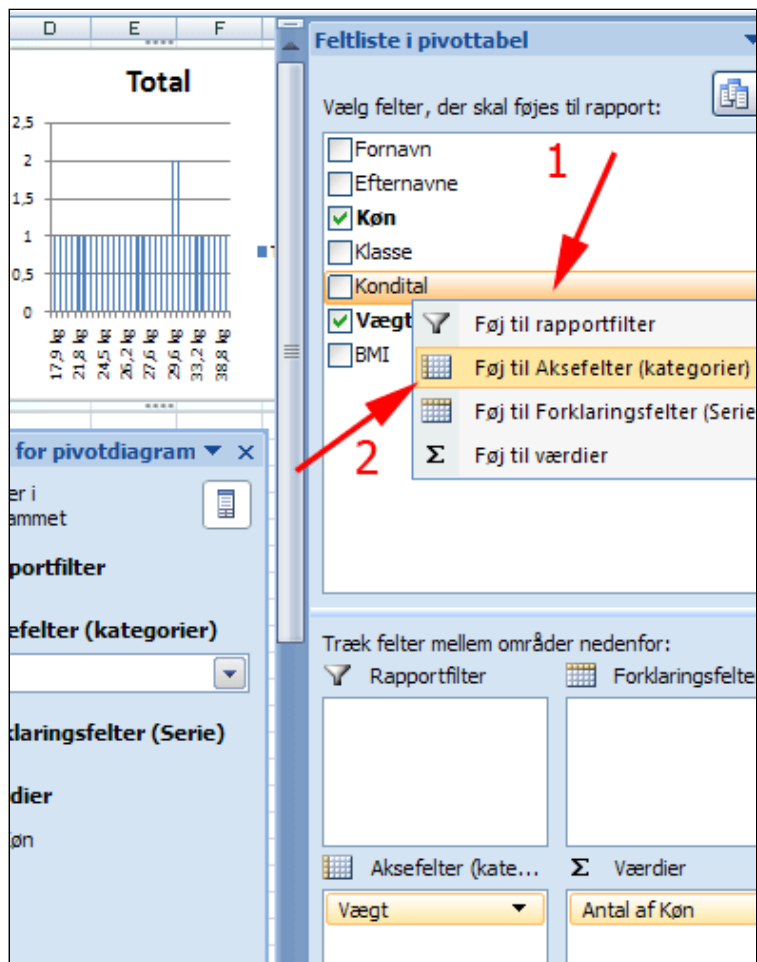 D E F
Total
2,5
2
1,5
1
0,5
0
17,9 kg
21,8 kg
24,5 kg
26,2 kg
27,6 kg
29,6 kg
33,2 kg
38,8 kg
for pivotdiagram
er i
ammet
portfilter
efelter (kategorier)
klaringsfelter (Serie)
dier
øn
Feltliste i pivottabel
Vælg felter, der skal føjes til rapport:
Fornavn
1
Efternavne
Køn
Klasse
Kondital
Vægt
BMI
Føj til rapportfilter
Føj til Aksefelter (kategorier)
Føj til Forklaringsfelter (Serie
2
Σ Føj til værdier
Træk felter mellem områder nedenfor:
Rapportfilter
Forklaringsfelte
Aksefelter (kate...
Σ Værdier
Vægt
Antal af Køn